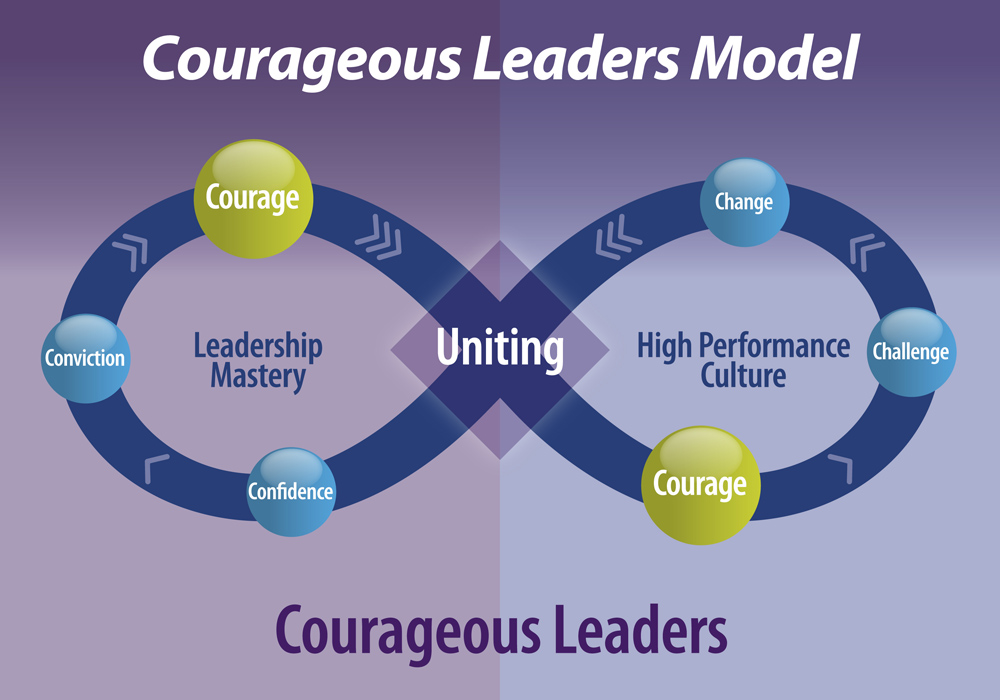 Courageous Leaders Model
Courage
Change
Conviction
Leadership
Mastery
Uniting
High Performance
Culture
Challenge
Confidence
Courage
Courageous Leaders